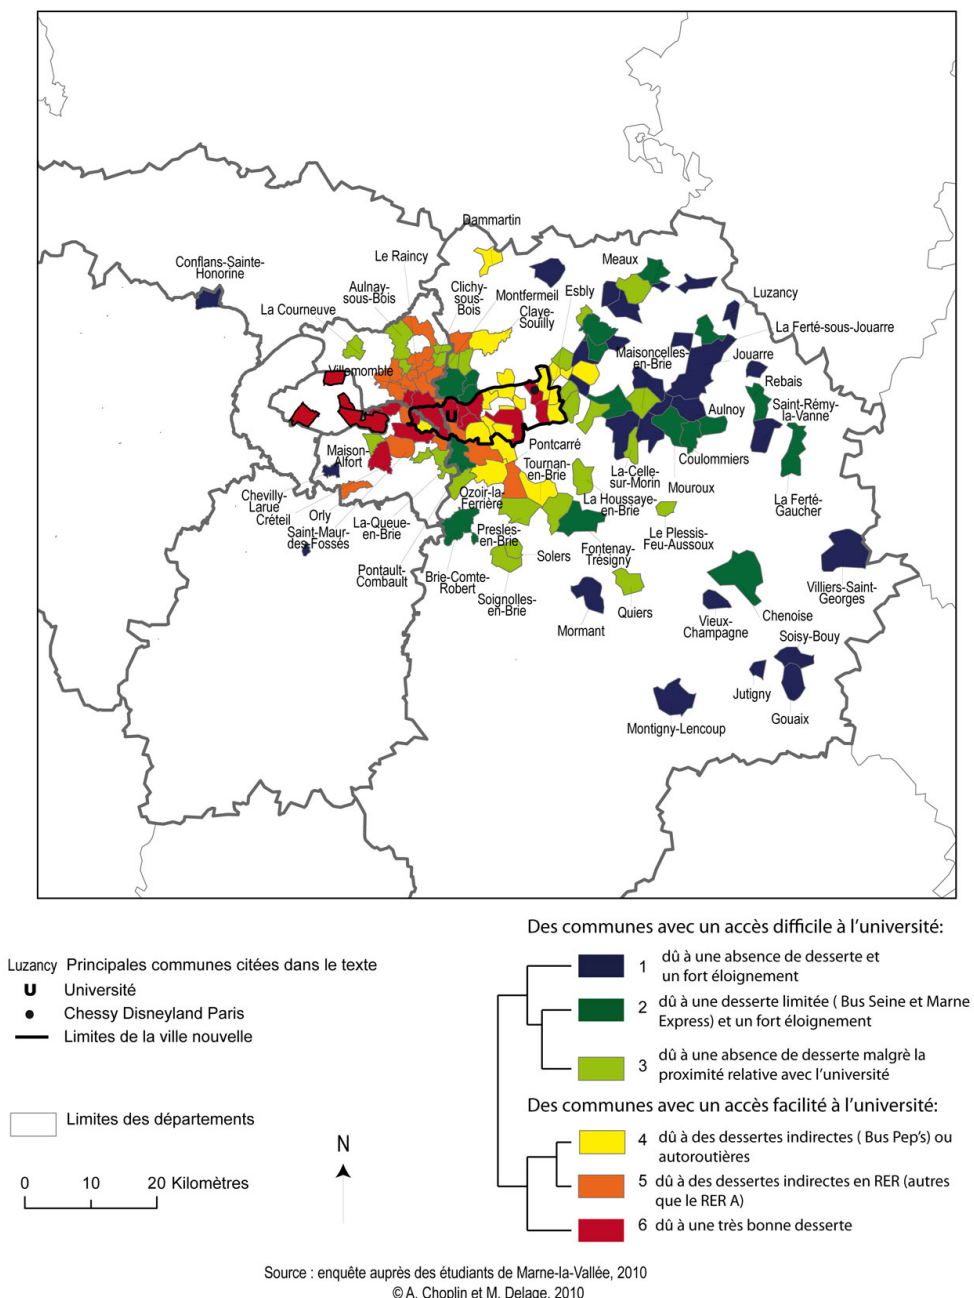 Dammartin
Conflans-Sainte-
Honorine
Le Raincy
Aulnay-
sous-Bois
La Courneuve
Clichy-
sous-
Bois
Montfermeil
Claye-
Souilly
Esbly
Meaux
Luzancy
La Ferté-sous-Jouarre
Maisoncelles-
en-Brie
Jouarre
Rebais
Saint-Rémy-
la-Vanne
Aulnoy
Villemomble
U
Pontcarré
Coulommiers
Maison-
Alfort
Tournan-
en-Brie
La-Celle-
sur-Morin
Mouroux
La Ferté-
Gaucher
Chevilly-
Larue
Créteil
Orly
Saint-Maur-
des-Fossés
La-Queue-
en-Brie
Ozoir-la-
Ferrière
La Houssaye-
en-Brie
Presles-
en-Brie
Solers
Fontenay-
Trésigny
Le Plessis-
Feu-Aussoux
Pontault-
Combault
Brie-Comte-
Robert
Soignolles-
en-Brie
Mormant
Quiers
Vieux-
Champagne
Chenoise
Villiers-Saint-
Georges
Soisy-Bouy
Jutigny
Gouaix
Montigny-Lencoup
Luzancy Principales communes citées dans le texte
U Université
Chessy Disneyland Paris
Limites de la ville nouvelle
Limites des départements
0 10 20 Kilomètres
N
Des communes avec un accès difficile à l'université:
1 dû à une absence de desserte et
un fort éloignement
2 dû à une desserte limitée ( Bus Seine et Marne
Express) et un fort éloignement
3 dû à une absence de desserte malgrè la
proximité relative avec l'université
Des communes avec un accès facilité à l'université:
4 dû à des dessertes indirectes ( Bus Pep's) ou
autoroutières
5 dû à des dessertes indirectes en RER (autres
que le RER A)
6 dû à une très bonne desserte
Source : enquête auprès des étudiants de Marne-la-Vallée, 2010
© A. Choplin et M. Delage, 2010